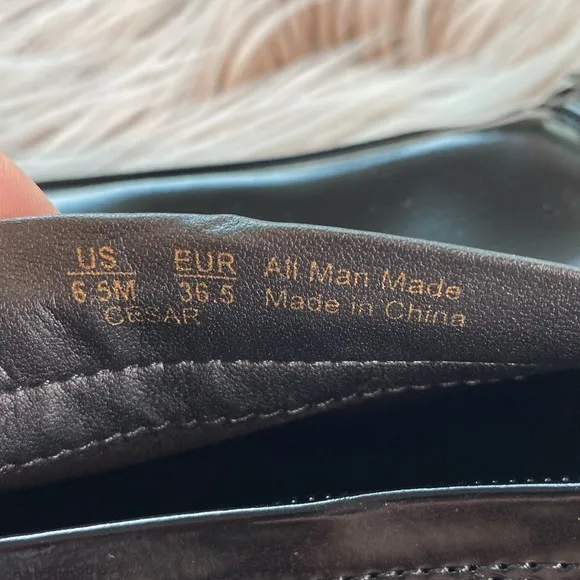 US EUR All Man Made
6.5M 36.5 Made in China
CESAR